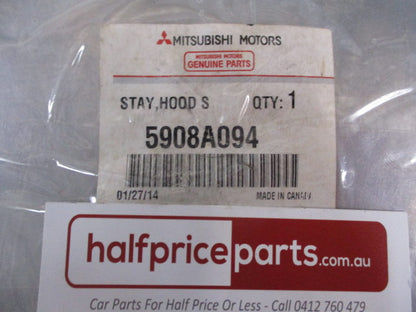 MITSUBISHI MOTORS
MITSUBISHI MOTORS
GENUINE PARTS
STAY,HOOD S QTY: 1
5908A094
01/27/14 MADE IN CANADA
halfpriceparts.com.au
Car Parts For Half Price Or Less - Call 0412 760 479